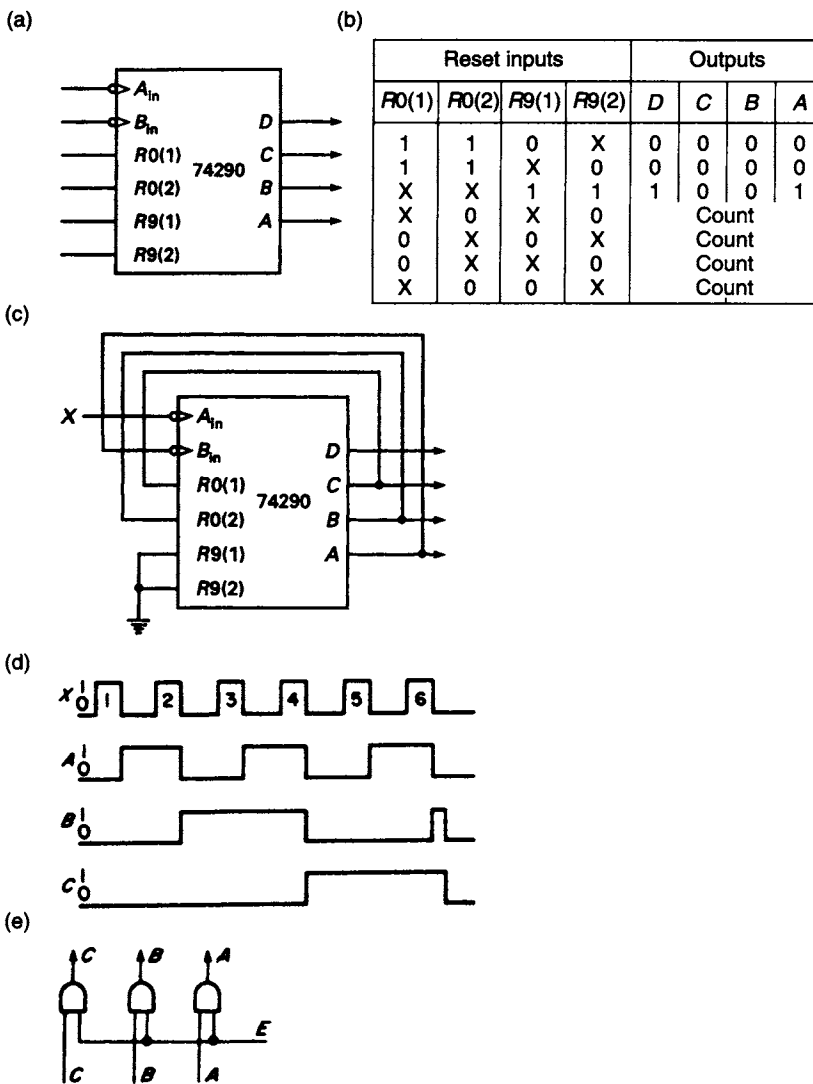 (a)
A_in
B_in
R0(1)
R0(2)
R9(1)
R9(2)
74290
D
C
B
A
(b)
Reset inputs Outputs
R0(1) R0(2) R9(1) R9(2) D C B A
1 1 0 X 0 0 0 0
1 1 X 0 0 0 0 0
X X 1 1 1 0 0 1
X 0 X 0 Count
0 X 0 X Count
0 X X 0 Count
X 0 0 X Count
(c)
X
A_in
B_in
R0(1)
R0(2)
R9(1)
R9(2)
74290
D
C
B
A
(d)
X 1 0 1 2 3 4 5 6
A 1 0
B 1 0
C 1 0
(e)
C B A
E
C B A